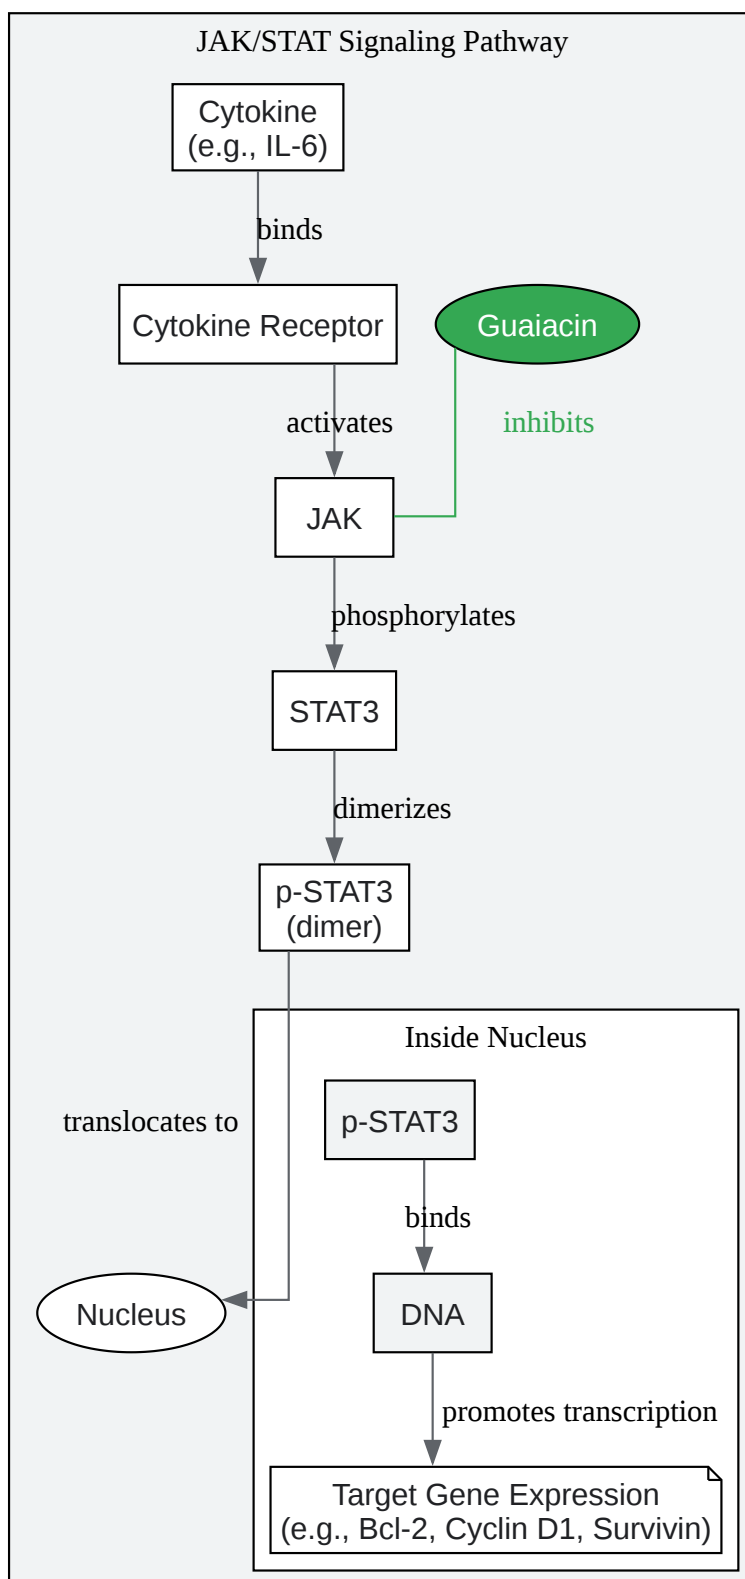 JAK/STAT Signaling Pathway
Cytokine
(e.g., IL-6)
binds
Cytokine Receptor
Guaiacin
activates
inhibits
JAK
phosphorylates
STAT3
dimerizes
p-STAT3
(dimer)
Inside Nucleus
translocates to
p-STAT3
binds
Nucleus
DNA
promotes transcription
Target Gene Expression
(e.g., Bcl-2, Cyclin D1, Survivin)